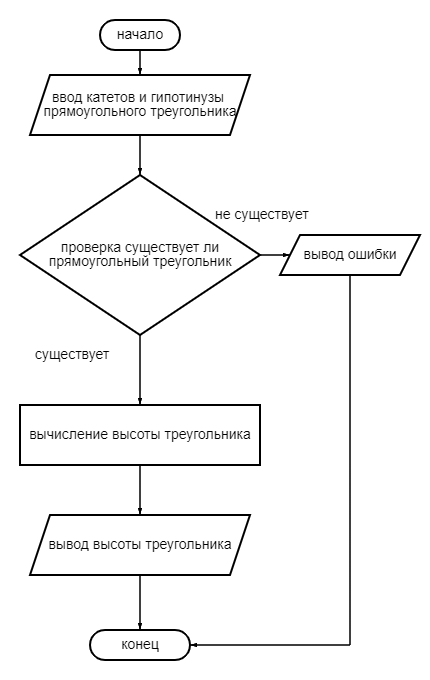 начало
ввод катетов и гипотинузы
прямоугольного треугольника
не существует
проверка существует ли
прямоугольный треугольник
вывод ошибки
существует
вычисление высоты треугольника
вывод высоты треугольника
конец